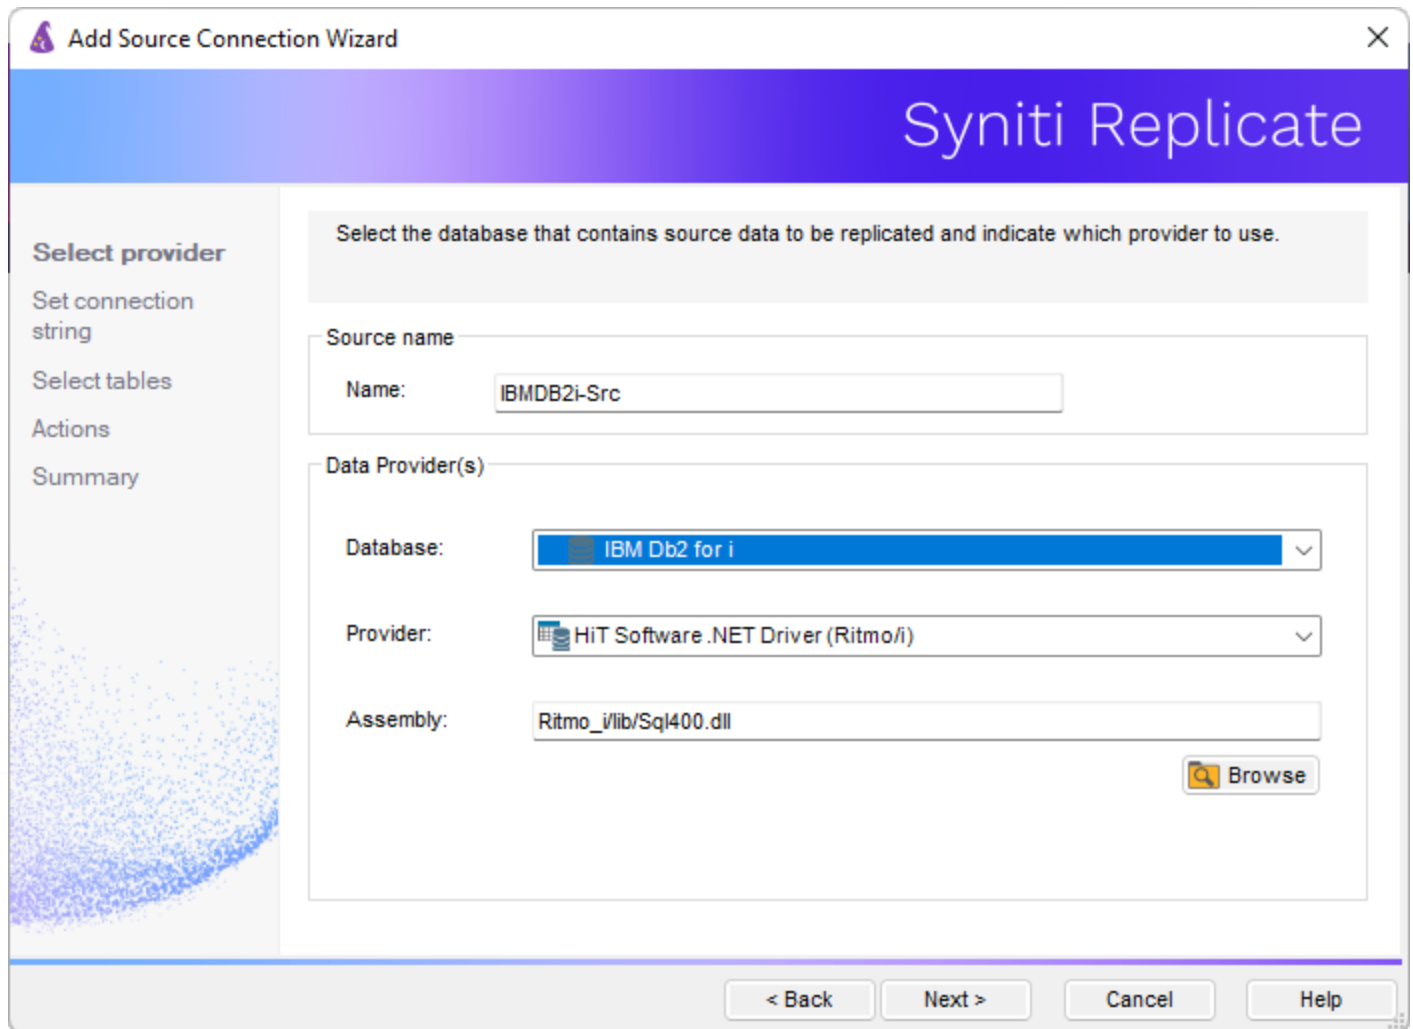 Add Source Connection Wizard
Syniti Replicate
Select provider
Set connection
string
Select tables
Actions
Summary
Select the database that contains source data to be replicated and indicate which provider to use.
Source name
Name:
IBMDB2i-Src
Data Provider(s)
Database:
IBM Db2 for i
Provider:
HiT Software .NET Driver (Ritmo/i)
Assembly:
Ritmo_i/lib/Sql400.dll
Browse
< Back
Next >
Cancel
Help